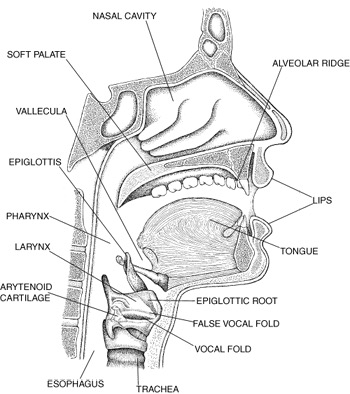 NASAL CAVITY
SOFT PALATE
ALVEOLAR RIDGE
VALLECULA
EPIGLOTTIS
LIPS
PHARYNX
LARYNX
TONGUE
ARYTENOID
CARTILAGE
EPIGLOTTIC ROOT
FALSE VOCAL FOLD
VOCAL FOLD
ESOPHAGUS
TRACHEA